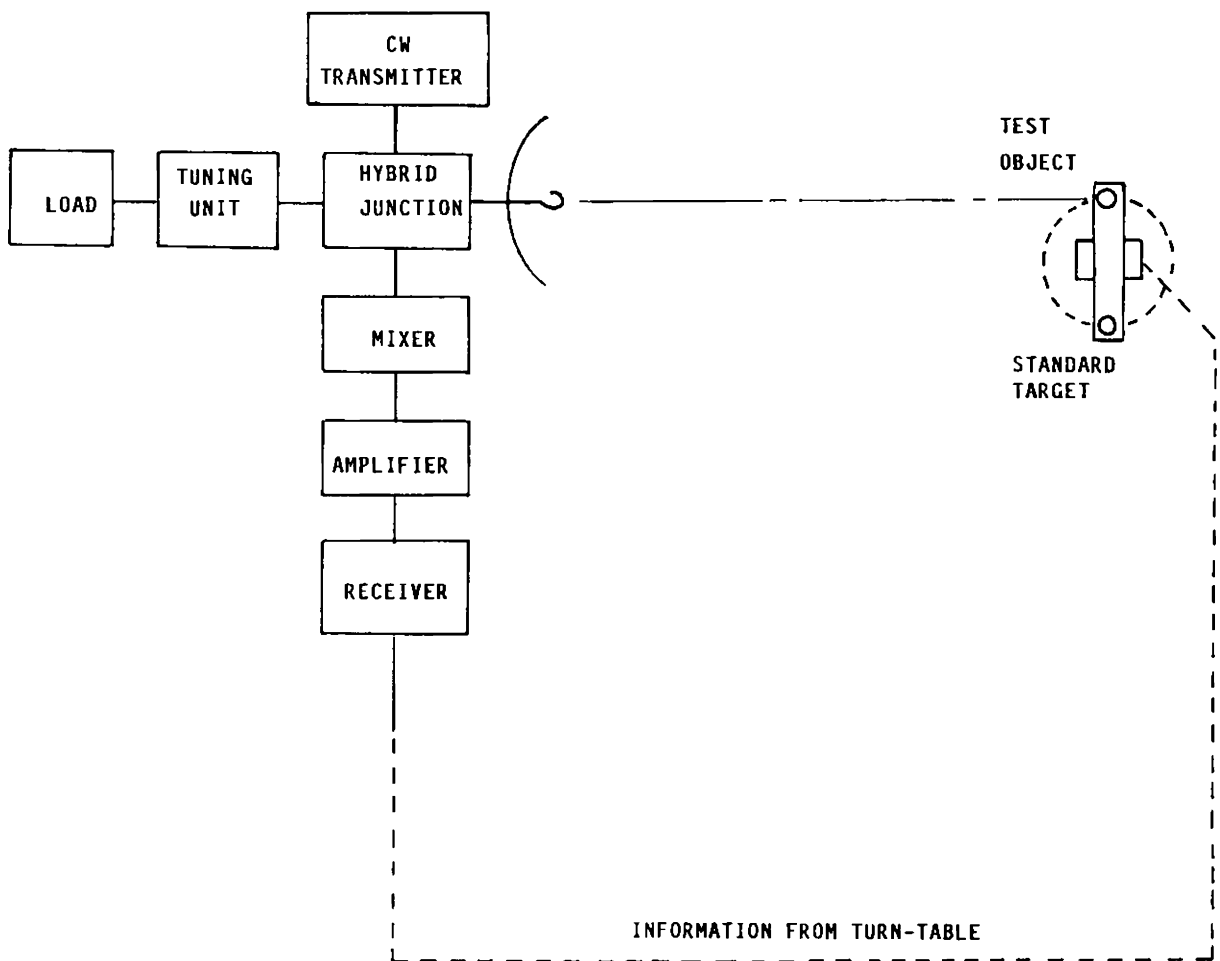 CW
TRANSMITTER
TEST
OBJECT
LOAD
TUNING
UNIT
HYBRID
JUNCTION
MIXER
STANDARD
TARGET
AMPLIFIER
RECEIVER
INFORMATION FROM TURN-TABLE